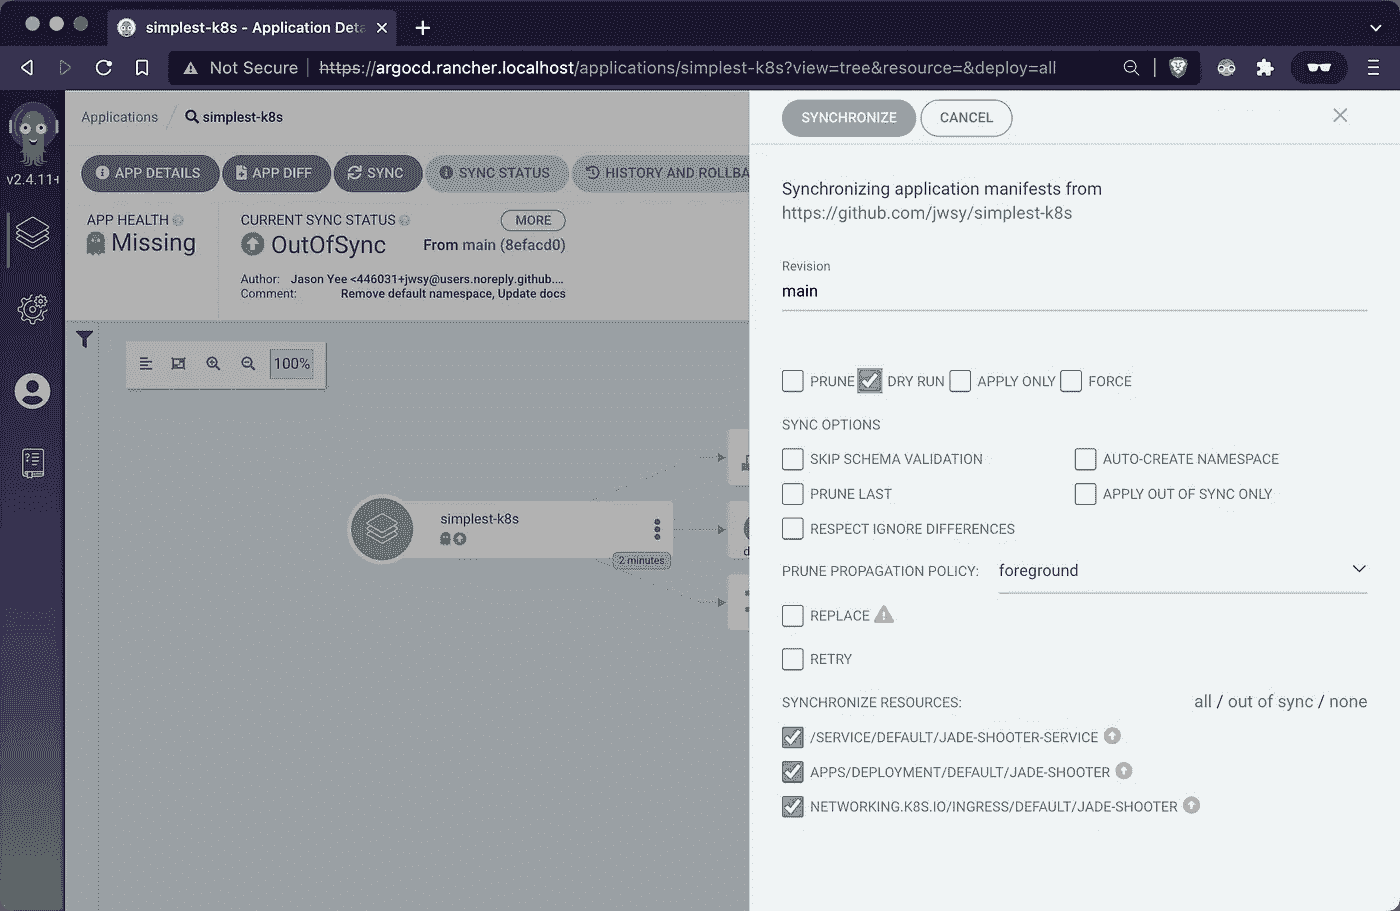 simplest-k8s - Application Deta
Not Secure
https://argocd.rancher.localhost/applications/simplest-k8s?view=tree&resource=&deploy=all
v2.4.11+
Applications / simplest-k8s
APP DETAILS
APP DIFF
SYNC
SYNC STATUS
HISTORY AND ROLLBA
APP HEALTH
Missing
CURRENT SYNC STATUS
MORE
OutOfSync
From main (8efacd0)
Author: Jason Yee <446031+jwsy@users.noreply.github....
Comment: Remove default namespace, Update docs
100%
simplest-k8s
2 minutes
d
SYNCHRONIZE
CANCEL
Synchronizing application manifests from
https://github.com/jwsy/simplest-k8s
Revision
main
PRUNE DRY RUN APPLY ONLY FORCE
SYNC OPTIONS
SKIP SCHEMA VALIDATION AUTO-CREATE NAMESPACE
PRUNE LAST APPLY OUT OF SYNC ONLY
RESPECT IGNORE DIFFERENCES
PRUNE PROPAGATION POLICY: foreground
REPLACE
RETRY
SYNCHRONIZE RESOURCES: all / out of sync / none
/SERVICE/DEFAULT/JADE-SHOOTER-SERVICE
APPS/DEPLOYMENT/DEFAULT/JADE-SHOOTER
NETWORKING.K8S.IO/INGRESS/DEFAULT/JADE-SHOOTER